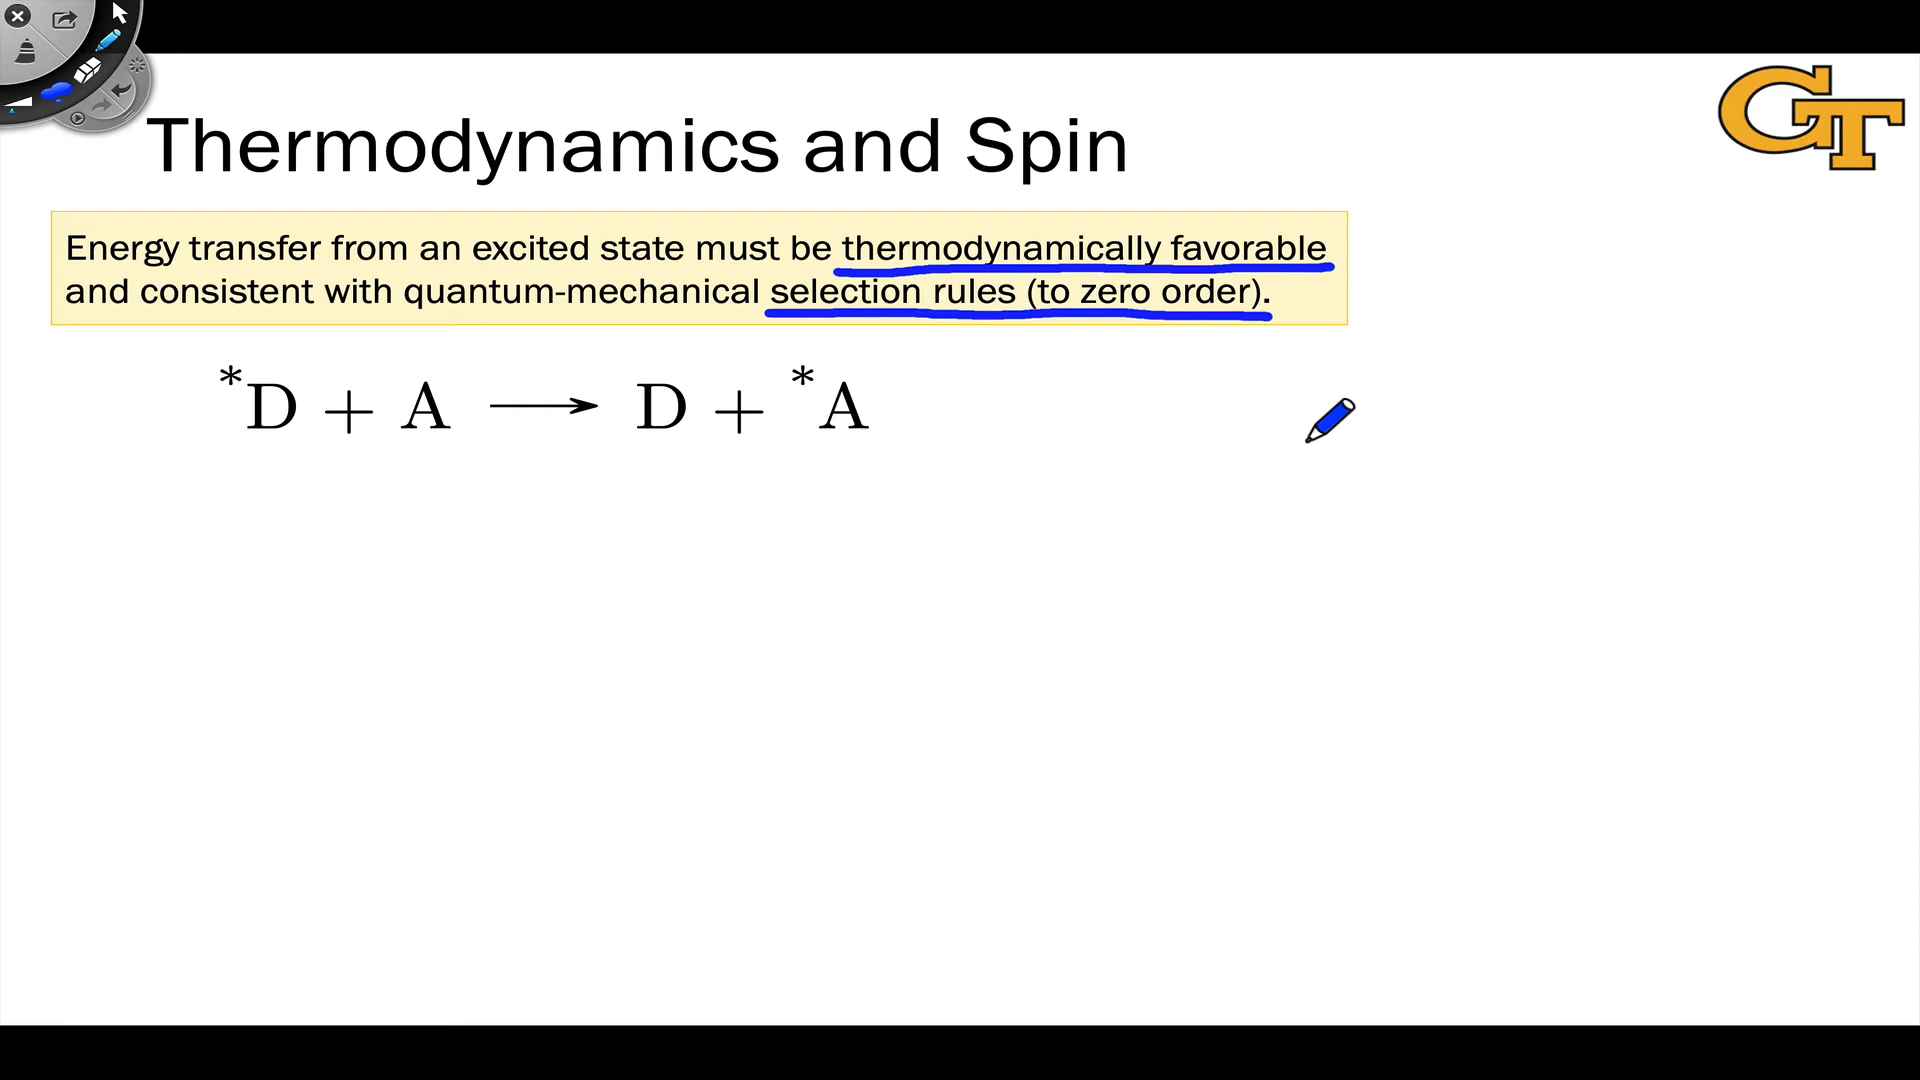 GT
Thermodynamics and Spin
Energy transfer from an excited state must be thermodynamically favorable
and consistent with quantum-mechanical selection rules (to zero order).
*D + A ⟶ D + *A